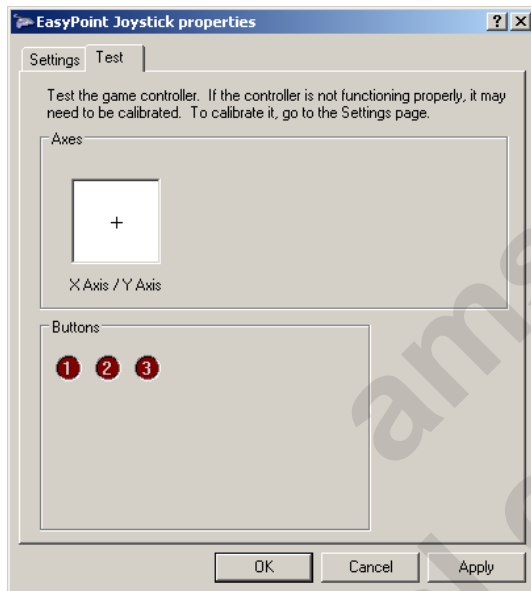 EasyPoint Joystick properties
Settings Test
Test the game controller. If the controller is not functioning properly, it may
need to be calibrated. To calibrate it, go to the Settings page.
Axes
X Axis / Y Axis
Buttons
1 2 3
OK Cancel Apply
ams